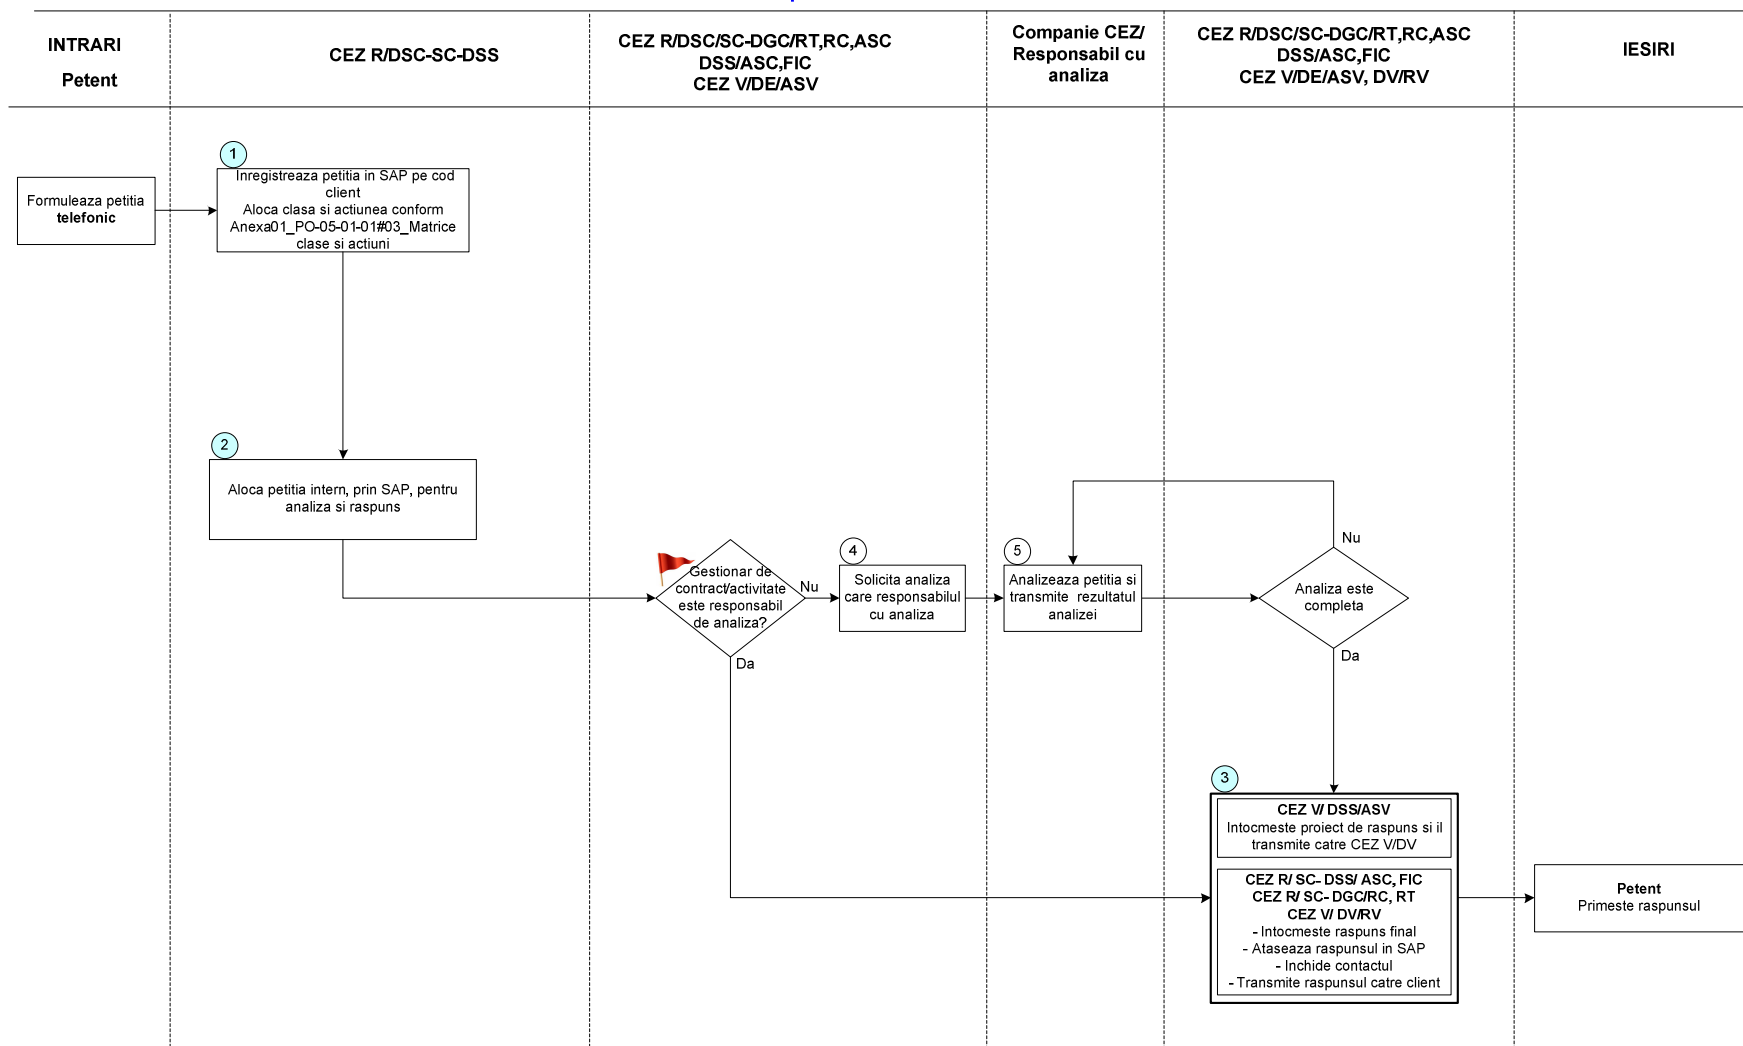 INTRARI
Petent
CEZ R/DSC-SC-DSS
CEZ R/DSC/SC-DGC/RT,RC,ASC
DSS/ASC,FIC
CEZ V/DE/ASV
Companie CEZ/
Responsabil cu
analiza
CEZ R/DSC/SC-DGC/RT,RC,ASC
DSS/ASC,FIC
CEZ V/DE/ASV, DV/RV
IESIRI
Formuleaza petitia
telefonic
1
Inregistreaza petitia in SAP pe cod
client
Aloca clasa si actiunea conform
Anexa01_PO-05-01-01#03_Matrice
clase si actiuni
2
Aloca petitia intern, prin SAP, pentru
analiza si raspuns
Gestionar de
contract/activitate
este responsabil
de analiza?
Nu
Da
4
Solicita analiza
care responsabilul
cu analiza
5
Analizeaza petitia si
transmite rezultatul
analizei
Nu
Analiza este
completa
Da
3
CEZ V/ DSS/ASV
Intocmeste proiect de raspuns si il
transmite catre CEZ V/DV
CEZ R/ SC- DSS/ ASC, FIC
CEZ R/ SC- DGC/RC, RT
CEZ V/ DV/RV
- Intocmeste raspuns final
- Ataseaza raspunsul in SAP
- Inchide contactul
- Transmite raspunsul catre client
Petent
Primeste raspunsul